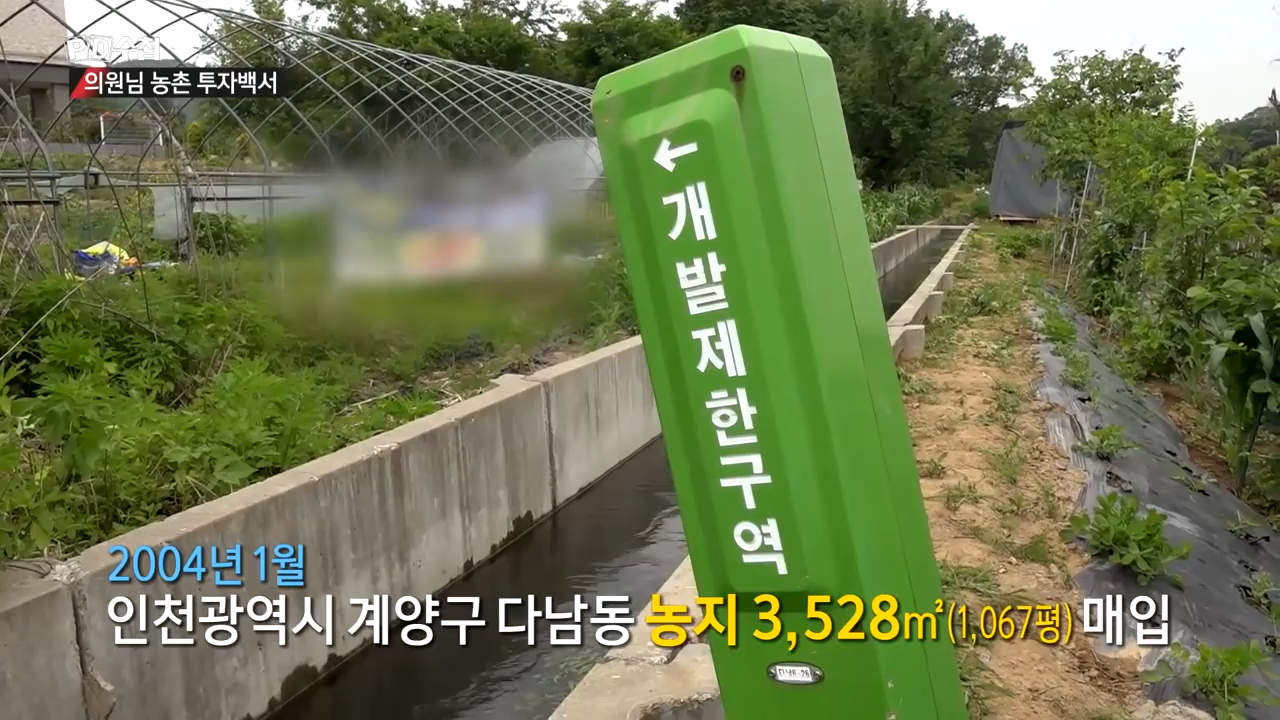 PD수첩
의원님 농촌 투자백서
←
개발제한구역
2004년 1월
인천광역시 계양구 다남동 농지 3,528㎡(1,067평) 매입